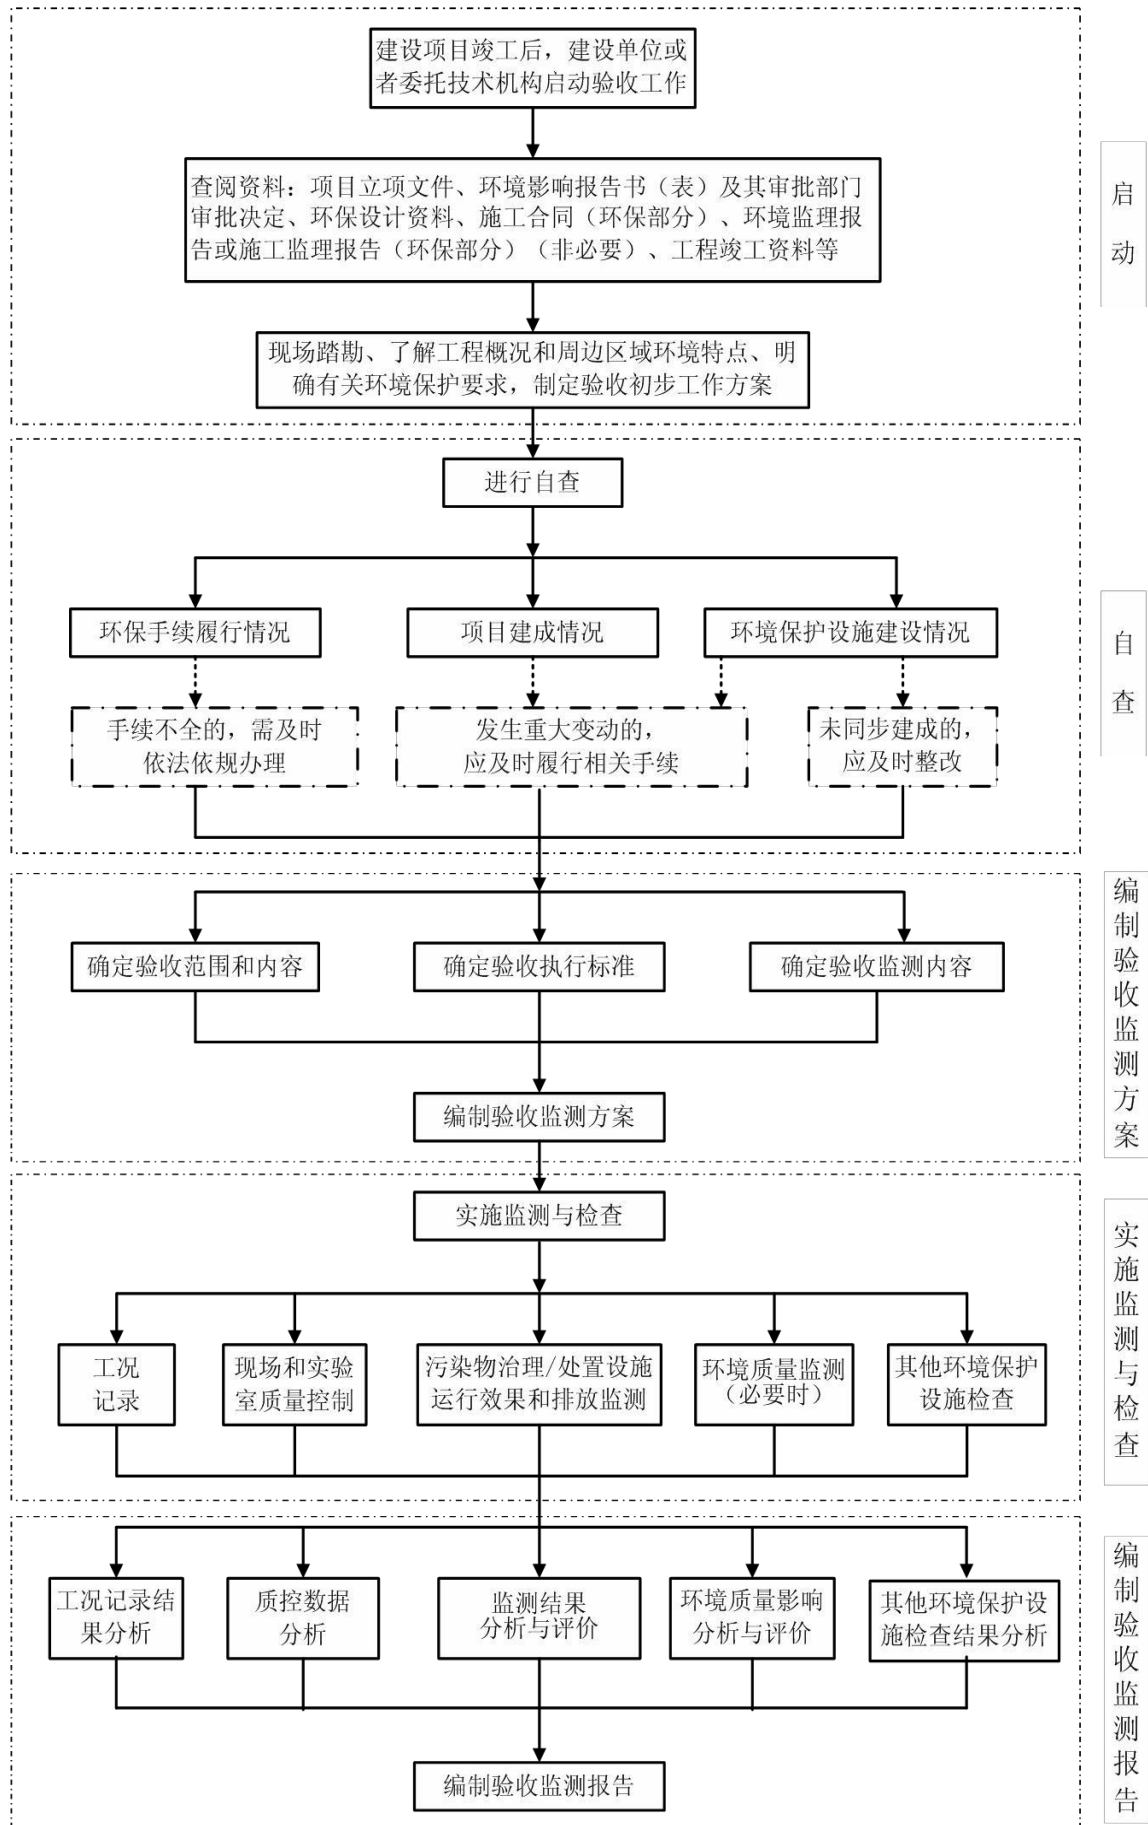 建设项目竣工后，建设单位或
者委托技术机构启动验收工作
查阅资料：项目立项文件、环境影响报告书（表）及其审批部门
审批决定、环保设计资料、施工合同（环保部分）、环境监理报
告或施工监理报告（环保部分）（非必要）、工程竣工资料等
现场踏勘、了解工程概况和周边区域环境特点、明
确有关环境保护要求，制定验收初步工作方案
启动
进行自查
环保手续履行情况
项目建成情况
环境保护设施建设情况
手续不全的，需及时
依法依规办理
发生重大变动的，
应及时履行相关手续
未同步建成的，
应及时整改
自查
确定验收范围和内容
确定验收执行标准
确定验收监测内容
编制验收监测方案
编制验收监测方案
实施监测与检查
工况
记录
现场和实验
室质量控制
污染物治理/处置设施
运行效果和排放监测
环境质量监测
（必要时）
其他环境保护
设施检查
实施监测与检查
工况记录结
果分析
质控数据
分析
监测结果
分析与评价
环境质量影响
分析与评价
其他环境保护设
施检查结果分析
编制验收监测报告
编制验收监测报告